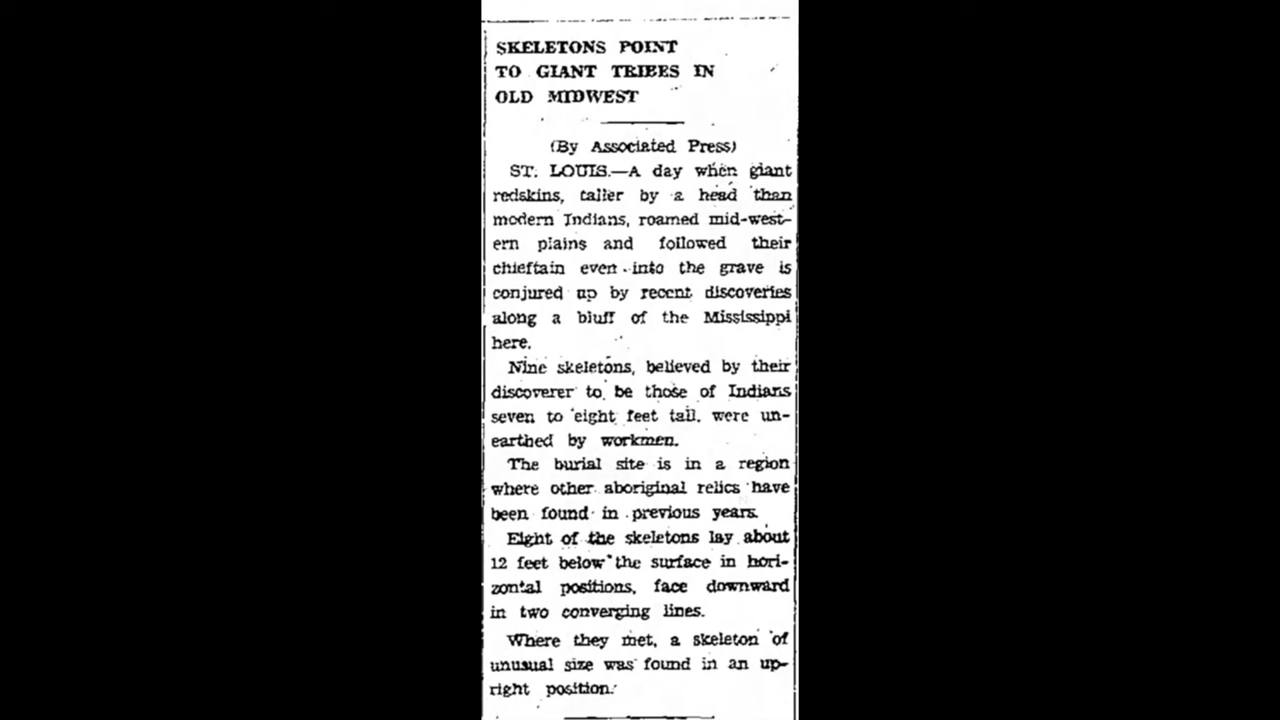 SKELETONS POINT
TO GIANT TRIBES IN
OLD MIDWEST
(By Associated Press)
ST. LOUIS.—A day when giant
redskins, taller by a head than
modern Indians, roamed mid-west-
ern plains and followed their
chieftain even into the grave is
conjured up by recent discoveries
along a bluff of the Mississippi
here.
Nine skeletons, believed by their
discoverer to be those of Indians
seven to eight feet tall, were un-
earthed by workmen.
The burial site is in a region
where other aboriginal relics have
been found in previous years.
Eight of the skeletons lay about
12 feet below the surface in hori-
zontal positions, face downward
in two converging lines.
Where they met, a skeleton of
unusual size was found in an up-
right position.